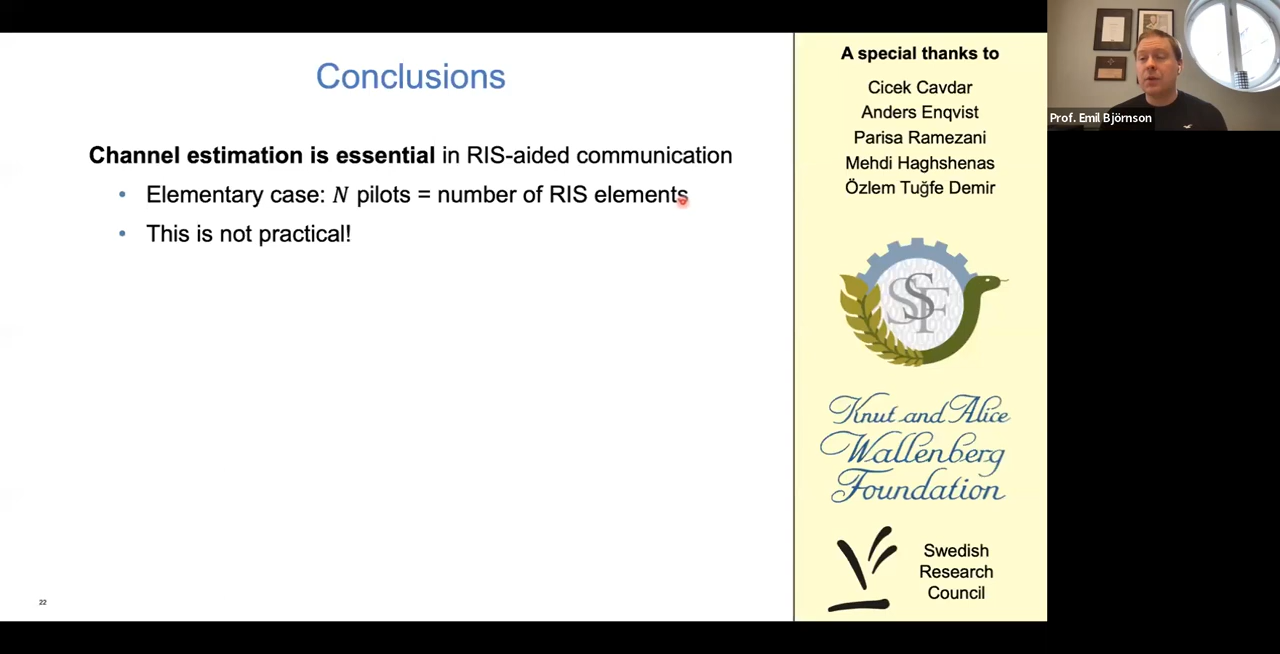 Conclusions
Channel estimation is essential in RIS-aided communication
• Elementary case: N pilots = number of RIS elements
• This is not practical!
22
A special thanks to
Cicek Cavdar
Anders Enqvist
Parisa Ramezani
Mehdi Haghshenas
Özlem Tuğfe Demir
SSF
Knut and Alice
Wallenberg
Foundation
Swedish
Research
Council
Prof. Emil Björnson